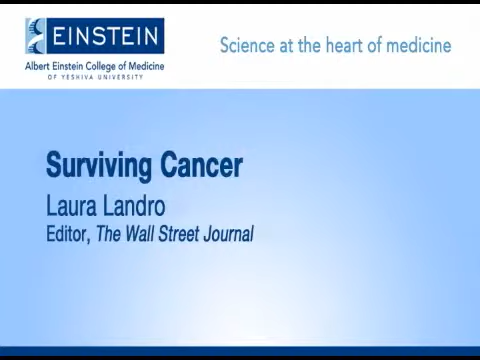 EINSTEIN
Albert Einstein College of Medicine
OF YESHIVA UNIVERSITY
Science at the heart of medicine
Surviving Cancer
Laura Landro
Editor, The Wall Street Journal